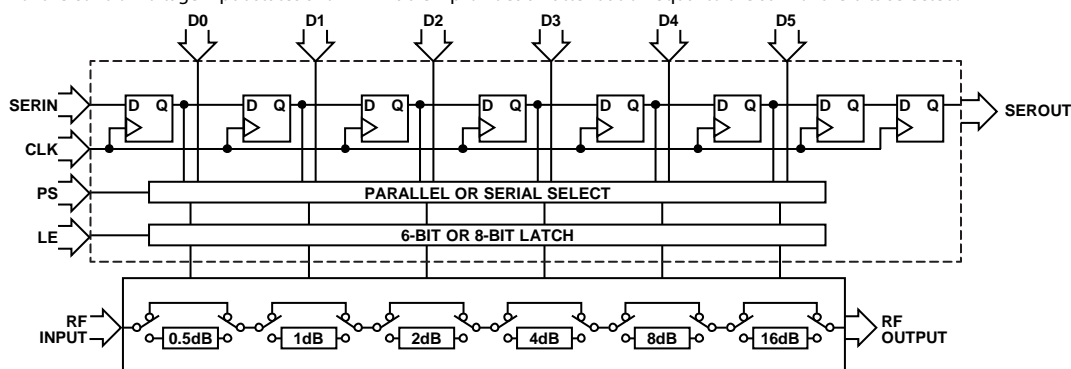 D0 D1 D2 D3 D4 D5
SERIN D Q D Q D Q D Q D Q D Q D Q D Q SEROUT
CLK
PS PARALLEL OR SERIAL SELECT
LE 6-BIT OR 8-BIT LATCH
RF INPUT 0.5dB 1dB 2dB 4dB 8dB 16dB RF OUTPUT